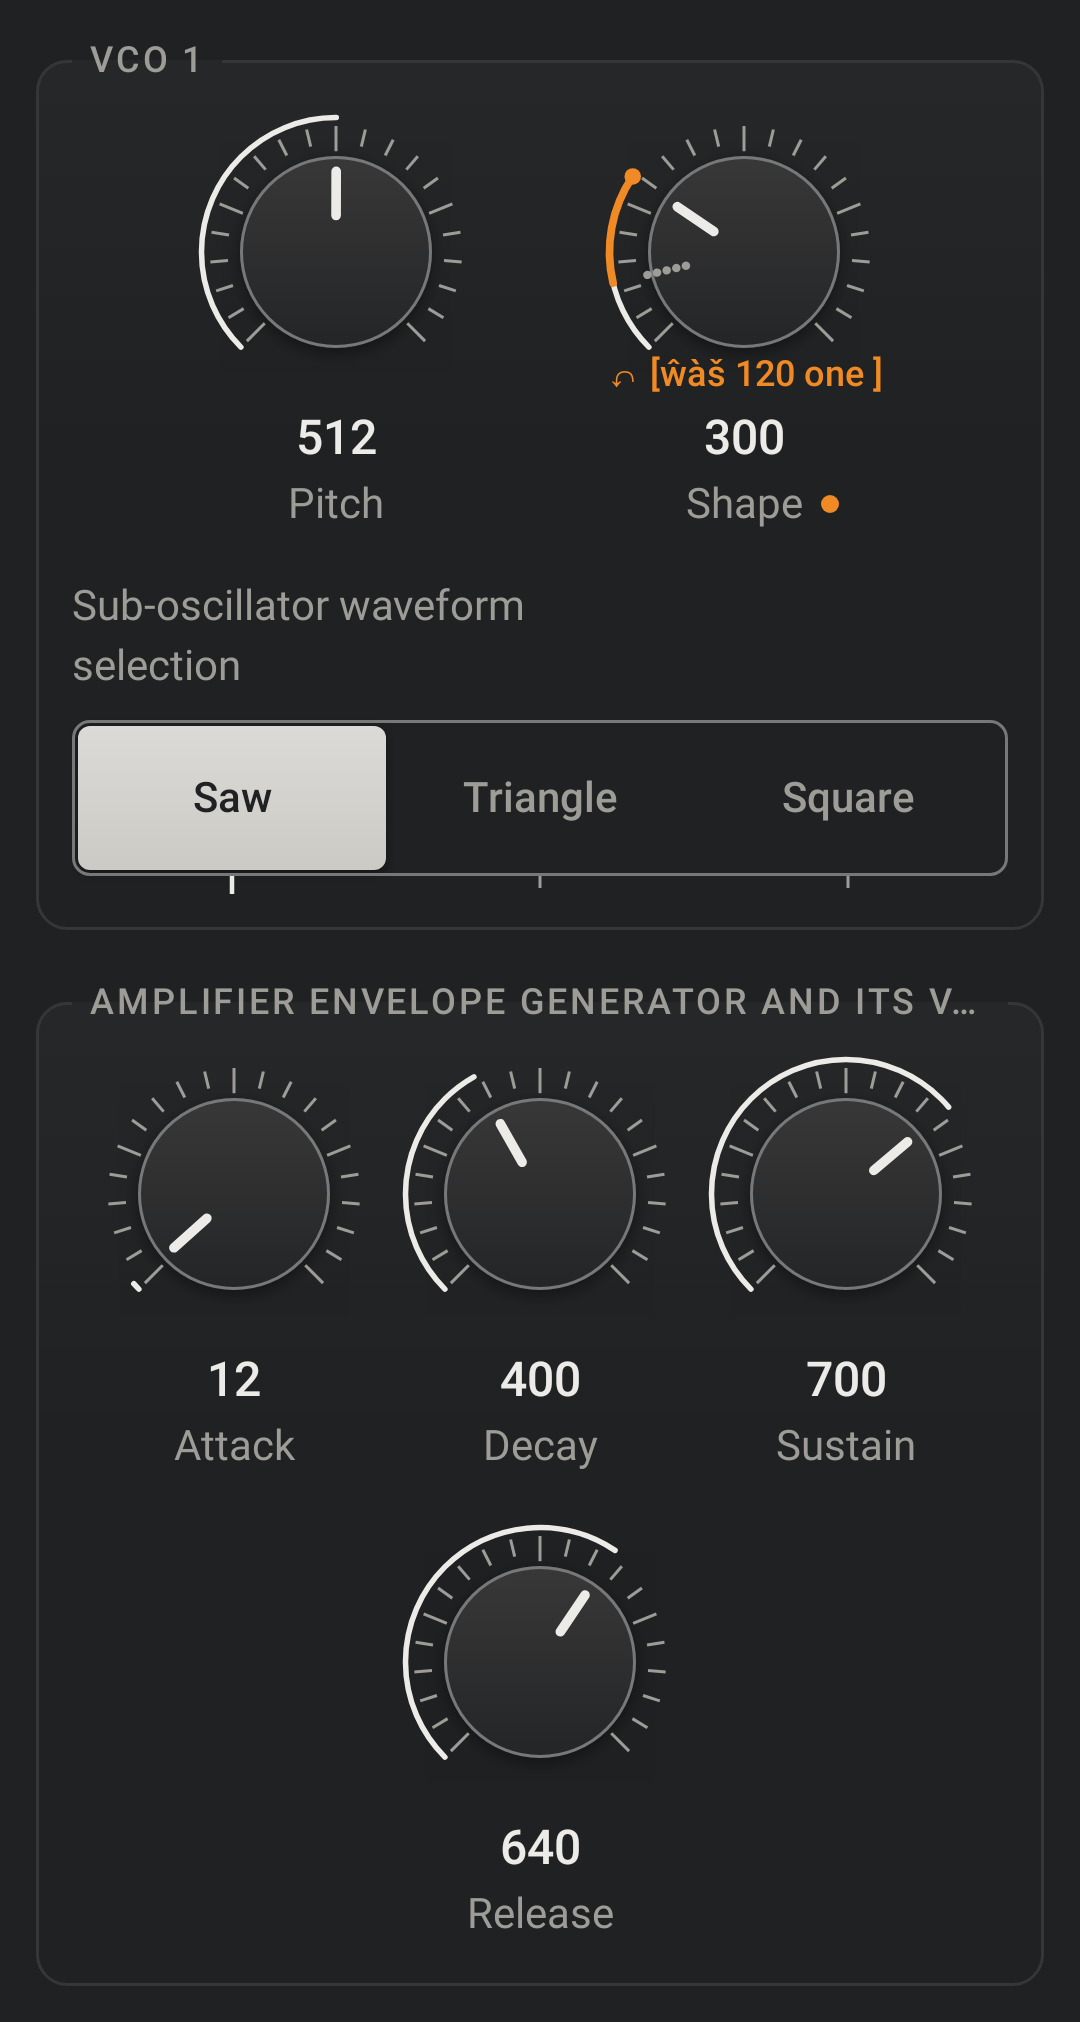 VCO 1
⤺ [ŵàš 120 one ]
512
300
Pitch
Shape
Sub-oscillator waveform
selection
Saw
Triangle
Square
AMPLIFIER ENVELOPE GENERATOR AND ITS V…
12
400
700
Attack
Decay
Sustain
640
Release